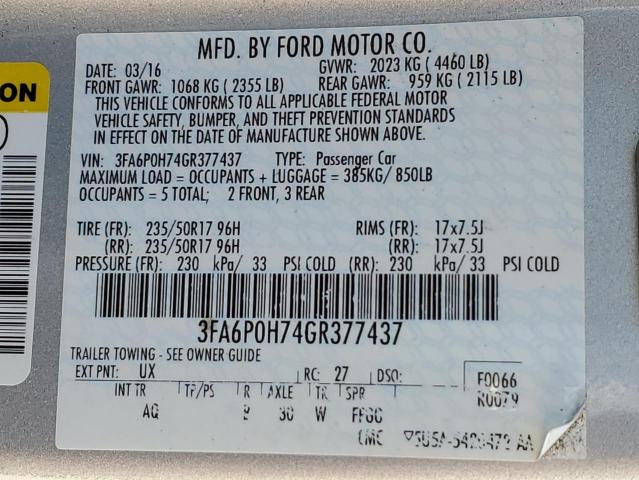 MFD. BY FORD MOTOR CO.
DATE: 03/16 GVWR: 2023 KG ( 4460 LB)
FRONT GAWR: 1068 KG ( 2355 LB) REAR GAWR: 959 KG ( 2115 LB)
THIS VEHICLE CONFORMS TO ALL APPLICABLE FEDERAL MOTOR
VEHICLE SAFETY, BUMPER, AND THEFT PREVENTION STANDARDS
IN EFFECT ON THE DATE OF MANUFACTURE SHOWN ABOVE.
VIN: 3FA6P0H74GR377437 TYPE: Passenger Car
MAXIMUM LOAD = OCCUPANTS + LUGGAGE = 385KG/ 850LB
OCCUPANTS = 5 TOTAL; 2 FRONT, 3 REAR
TIRE (FR): 235/50R17 96H RIMS (FR): 17x7.5J
(RR): 235/50R17 96H (RR): 17x7.5J
PRESSURE (FR): 230 kPa/ 33 PSI COLD (RR): 230 kPa/ 33 PSI COLD
3FA6P0H74GR377437
TRAILER TOWING - SEE OWNER GUIDE
EXT PNT: UX RC: 27 DSO: F0066
INT TR TP/PS R AXLE TR SPR R0079
AQ 30 W
ON